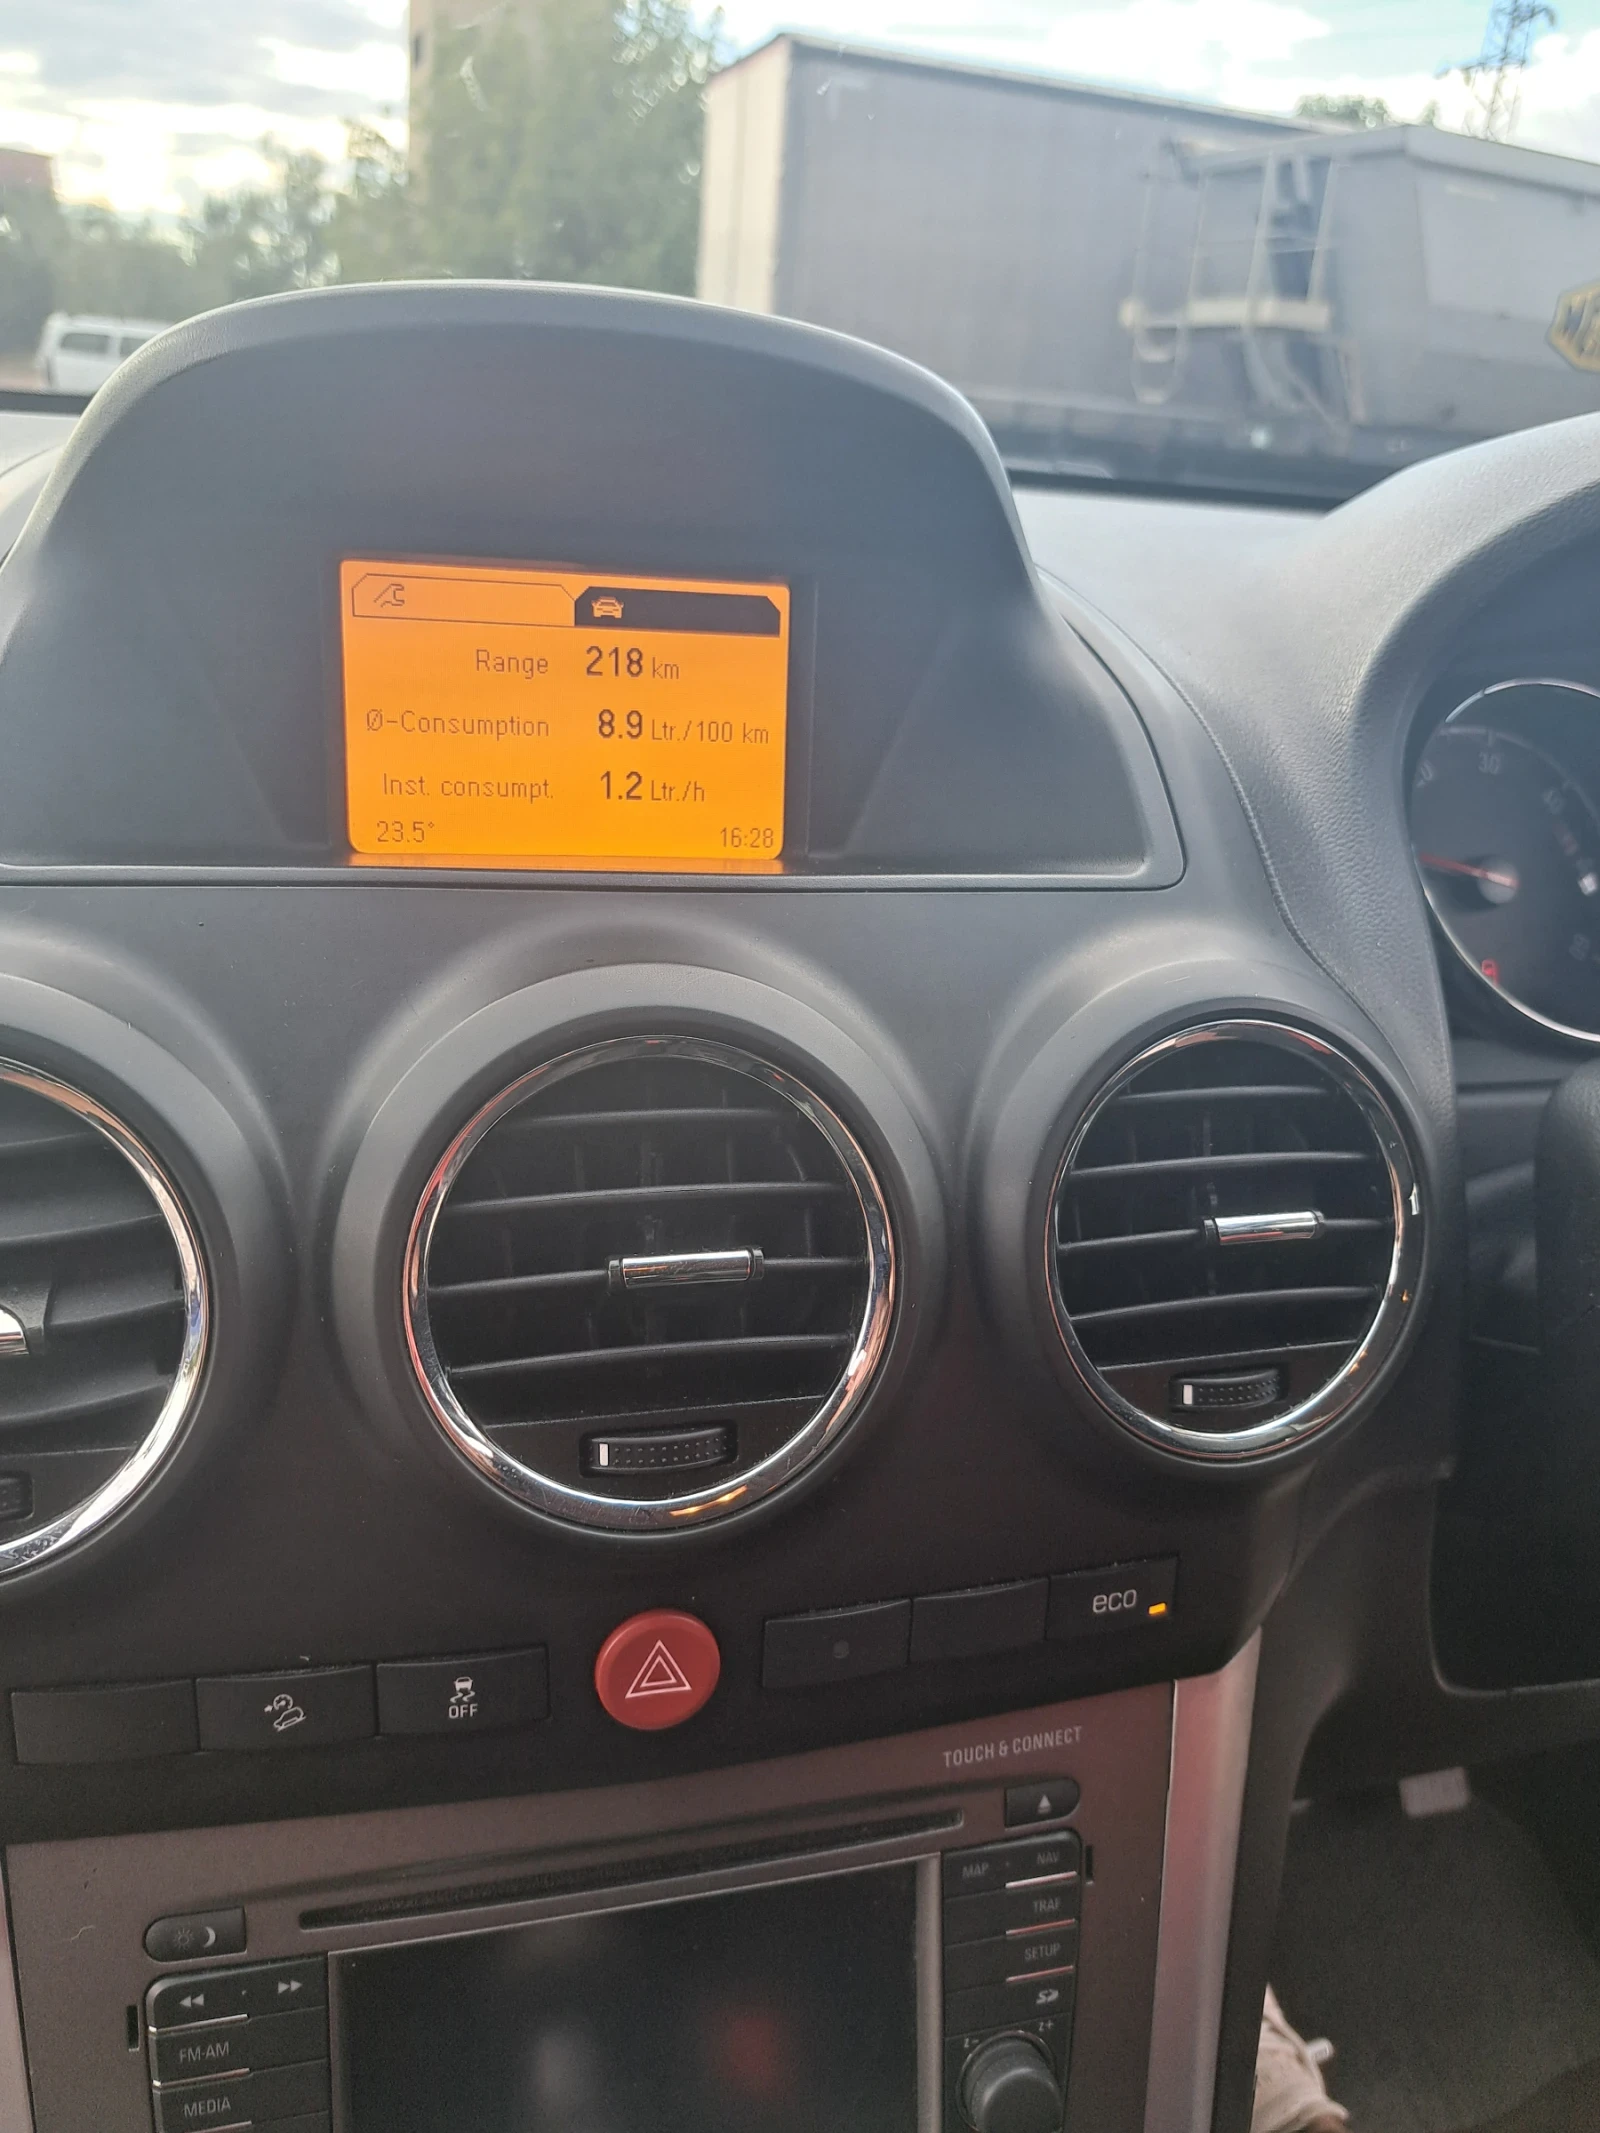 Range 218 km
Ø-Consumption 8.9 Ltr./100 km
Inst. consumpt. 1.2 Ltr./h
23.5° 16:28
30
eco
OFF
TOUCH & CONNECT
MAP NAV
TRAF
SETUP
FM-AM
z- z+
MEDIA